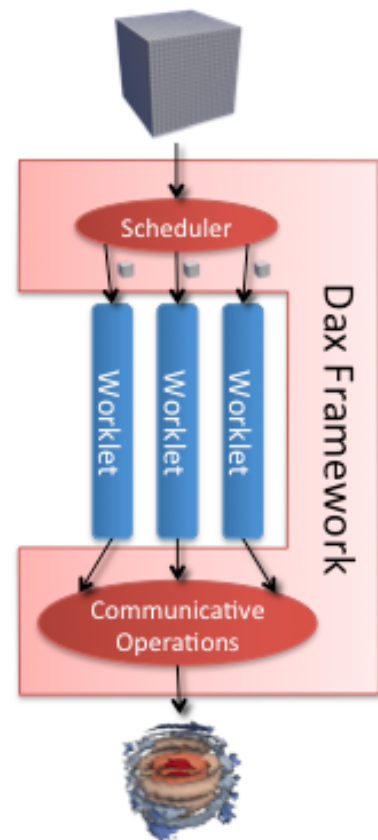 Scheduler
Worklet
Worklet
Worklet
Dax Framework
Communicative
Operations